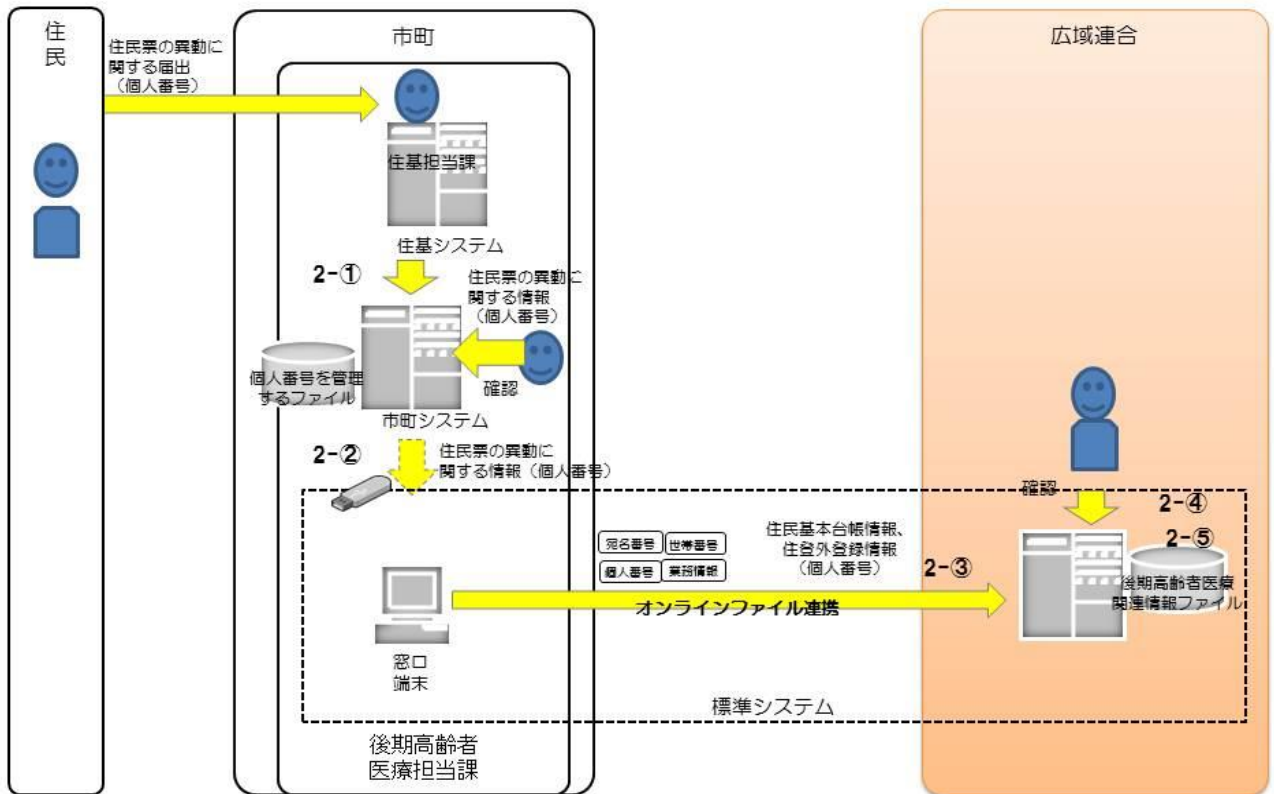 住
民
住民票の異動に
関する届出
（個人番号）
市町
住基担当課
住基システム
2-①
住民票の異動に
関する情報
（個人番号）
個人番号を管理
するファイル
確認
市町システム
2-②
住民票の異動に
関する情報（個人番号）
窓口
端末
後期高齢者
医療担当課
宛名番号
世帯番号
個人番号
業務情報
住民基本台帳情報、
住登外登録情報
（個人番号）
2-③
オンラインファイル連携
標準システム
広域連合
確認
2-④
2-⑤
後期高齢者医療
関連情報ファイル